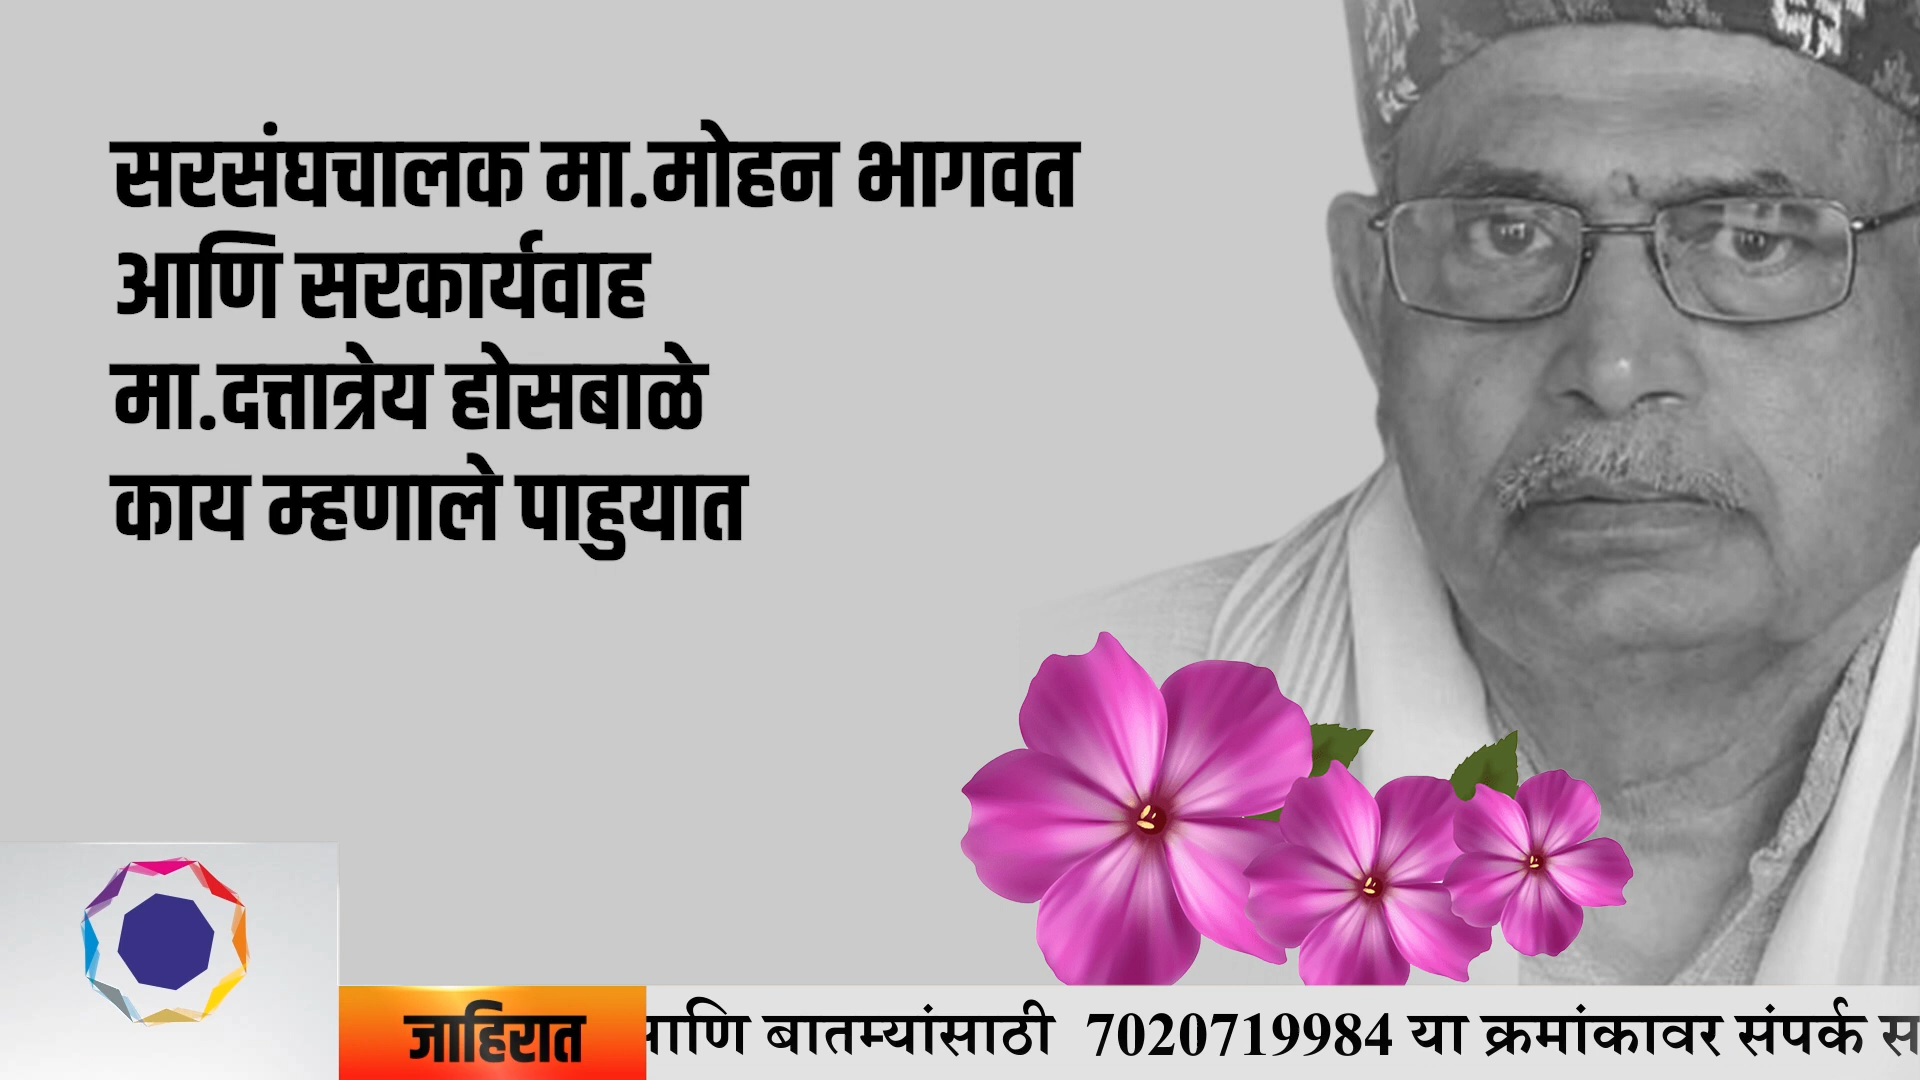 सरसंघचालक मा.मोहन भागवत
आणि सरकार्यवाह
मा.दत्तात्रेय होसबाळे
काय म्हणाले पाहुयात
जाहिरात
बातम्यांसाठी 7020719984 या क्रमांकावर संपर्क